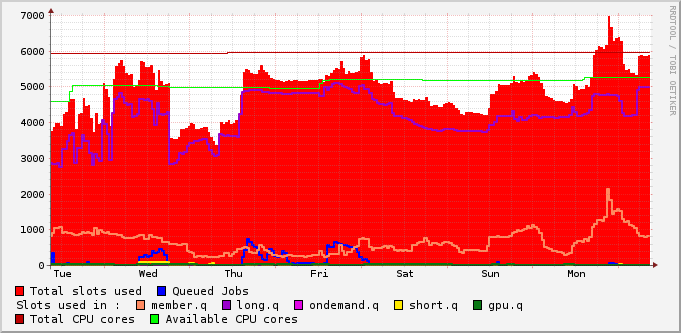 7000
6000
5000
4000
3000
2000
1000
0
Tue Wed Thu Fri Sat Sun Mon
Total slots used Queued Jobs
Slots used in : member.q long.q ondemand.q short.q gpu.q
Total CPU cores Available CPU cores
RRDTOOL / TOBI OETIKER